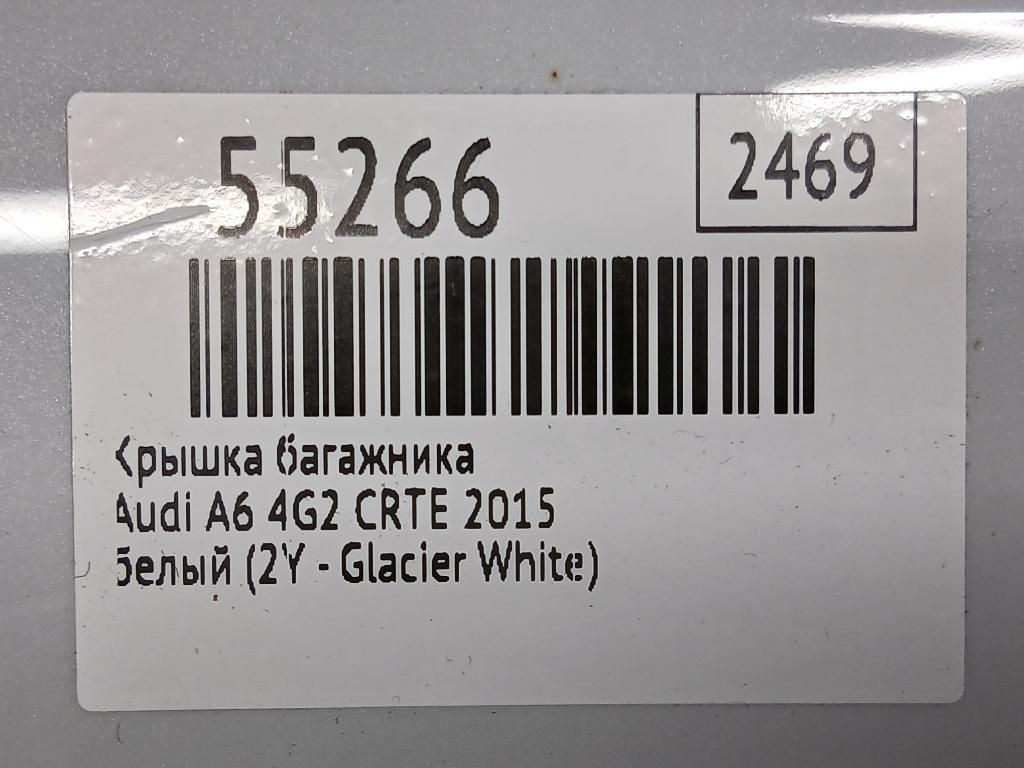 55266
2469
Крышка багажника
Audi A6 4G2 CRTE 2015
белый (2Y - Glacier White)